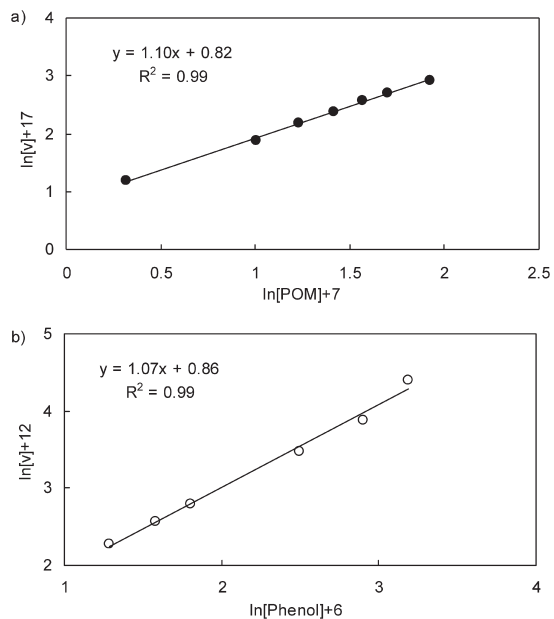 a)
y = 1.10x + 0.82
R² = 0.99
ln[v]+17
4
3
2
1
0
0 0.5 1 1.5 2 2.5
ln[POM]+7
b)
y = 1.07x + 0.86
R² = 0.99
ln[v]+12
5
4
3
2
1 2 3 4
ln[Phenol]+6